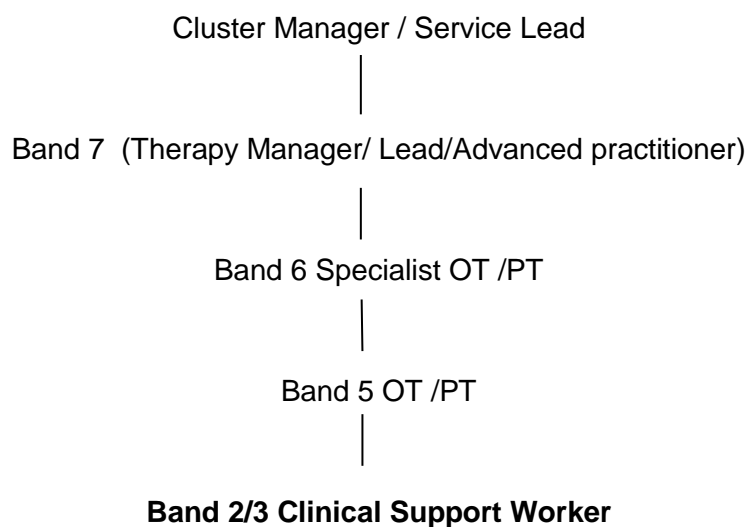 Cluster Manager / Service Lead
Band 7 (Therapy Manager/ Lead/Advanced practitioner)
Band 6 Specialist OT /PT
Band 5 OT /PT
Band 2/3 Clinical Support Worker